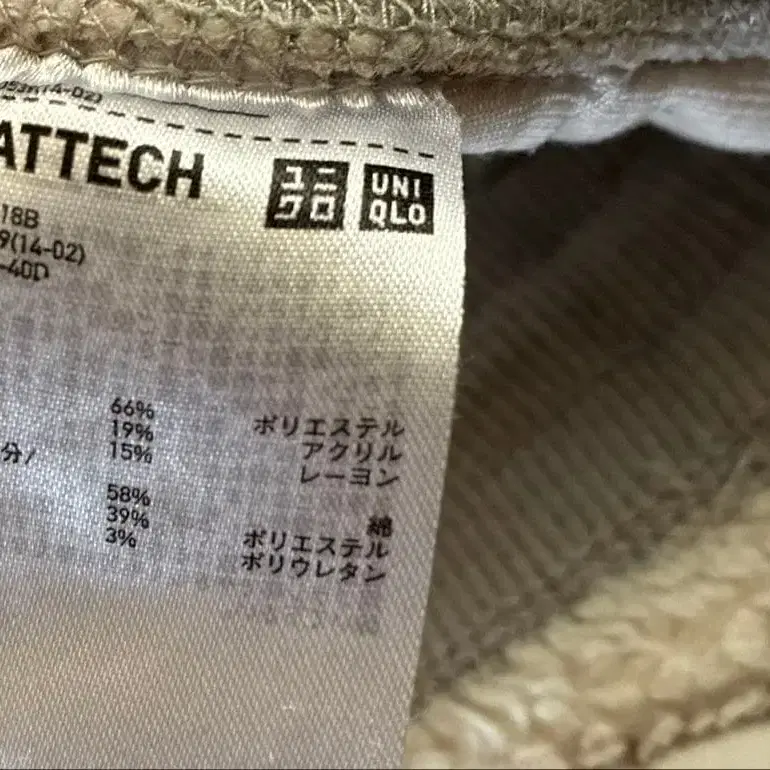 (14-02)
ATTECH
ユニ
クロ
UNI
QLO
18B
9(14-02)
-40D
66% ポリエステル
19% アクリル
分/ 15% レーヨン
58% 綿
39% ポリエステル
3% ポリウレタン